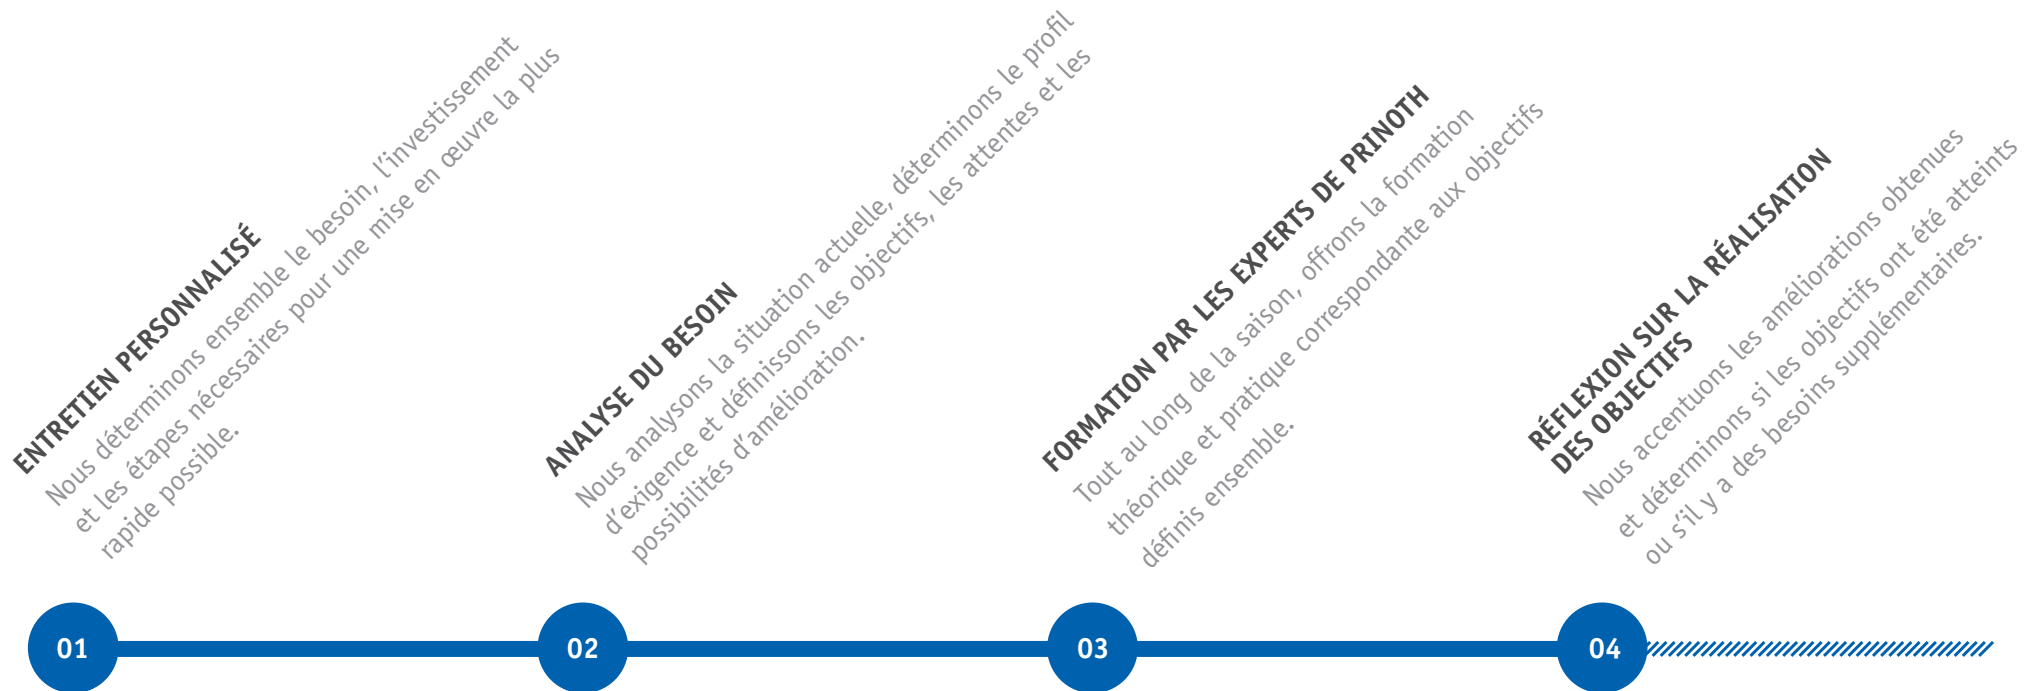 ENTRETIEN PERSONNALISÉ
Nous déterminons ensemble le besoin, l'investissement
et les étapes nécessaires pour une mise en œuvre la plus
rapide possible.
01
ANALYSE DU BESOIN
Nous analysons la situation actuelle, déterminons le profil
d'exigence et définissons les objectifs, les attentes et les
possibilités d'amélioration.
02
FORMATION PAR LES EXPERTS DE PRINOTH
Tout au long de la saison, offrons la formation
théorique et pratique correspondante aux objectifs
définis ensemble.
03
RÉFLEXION SUR LA RÉALISATION
DES OBJECTIFS
Nous accentuons les améliorations obtenues
et déterminons si les objectifs ont été atteints
ou s'il y a des besoins supplémentaires.
04